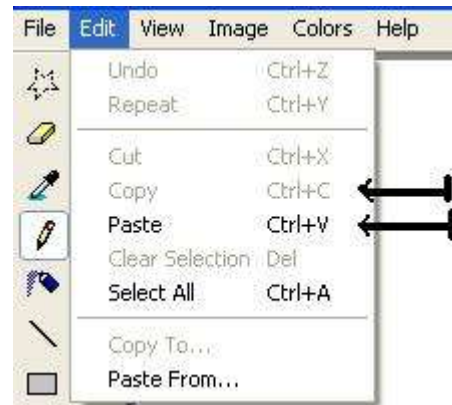 File Edit View Image Colors Help
Undo Ctrl+Z
Repeat Ctrl+Y
Cut Ctrl+X
Copy Ctrl+C
Paste Ctrl+V
Clear Selection Del
Select All Ctrl+A
Copy To...
Paste From...